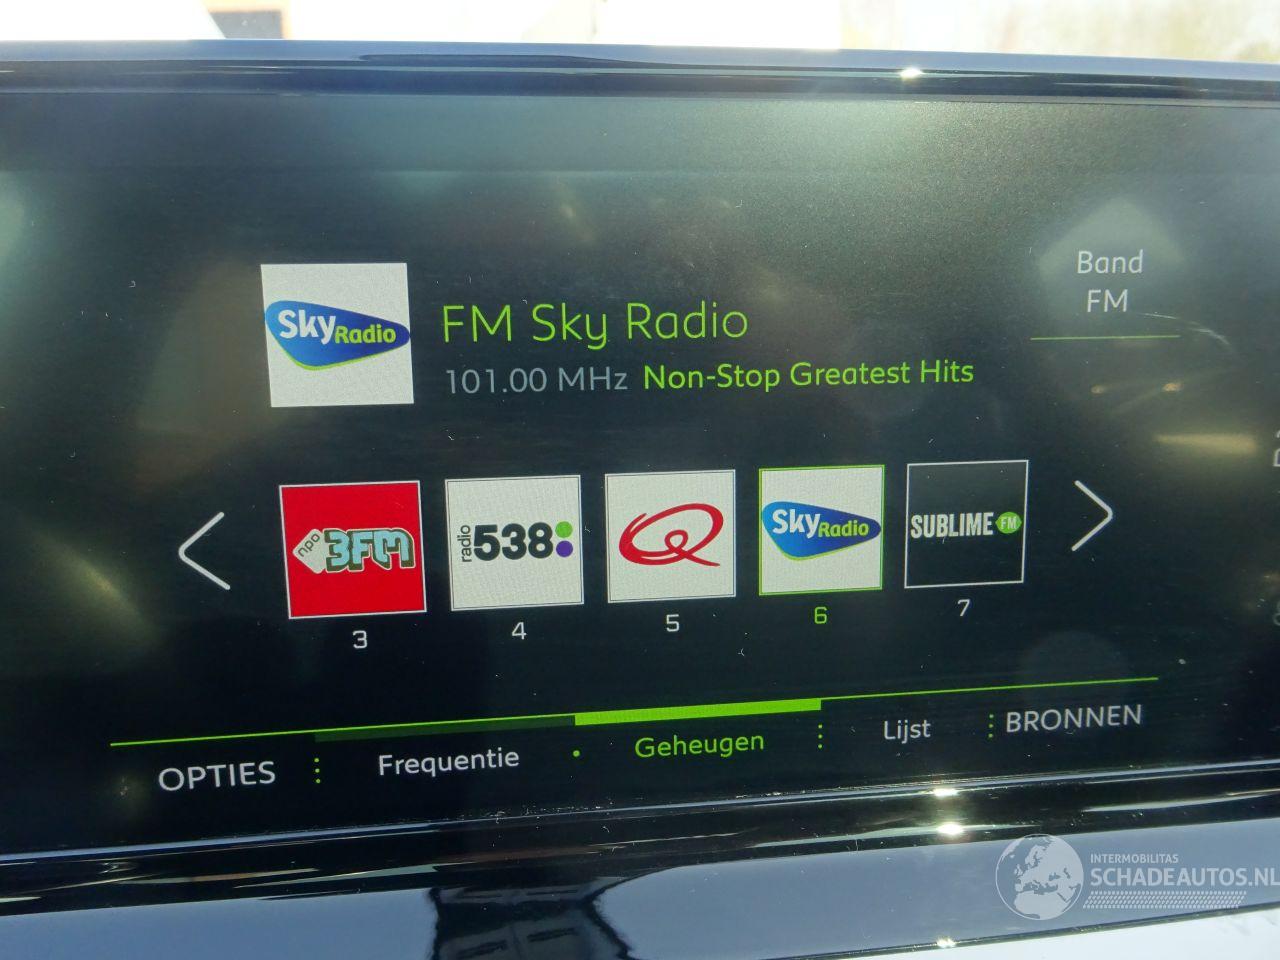 Band
FM
Sky Radio
FM Sky Radio
101.00 MHz Non-Stop Greatest Hits
npo 3FM
radio 538
Q
Sky Radio
SUBLIME FM
3
4
5
6
7
OPTIES
Frequentie
Geheugen
Lijst
BRONNEN
INTERMOBILITAS
SCHADEAUTOS.NL